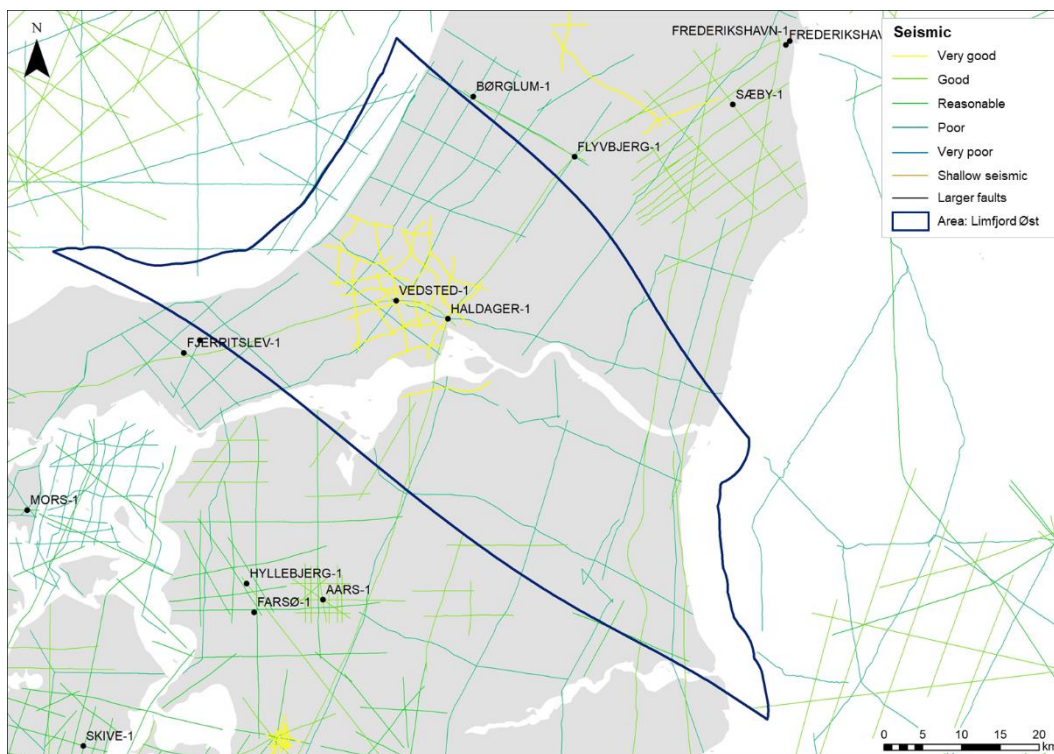 N
FREDERIKSHAVN-1
FREDERIKSHAV
BØRGLUM-1
SÆBY-1
FLYVBJERG-1
VEDSTED-1
HALDAGER-1
FJERRITSLEV-1
MORS-1
HYLLEBJERG-1
AARS-1
FARSØ-1
SKIVE-1
Seismic
Very good
Good
Reasonable
Poor
Very poor
Shallow seismic
Larger faults
Area: Limfjord Øst
0 5 10 15 20
km